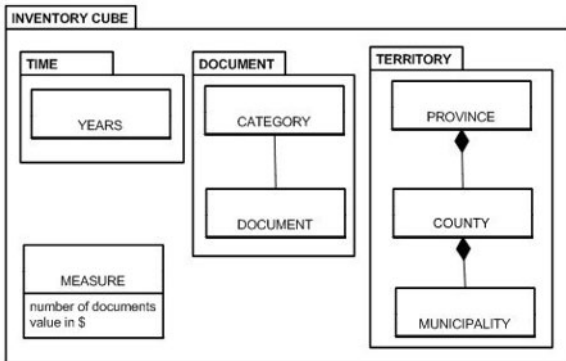 INVENTORY CUBE
TIME
YEARS
DOCUMENT
CATEGORY
DOCUMENT
TERRITORY
PROVINCE
COUNTY
MUNICIPALITY
MEASURE
number of documents
value in $